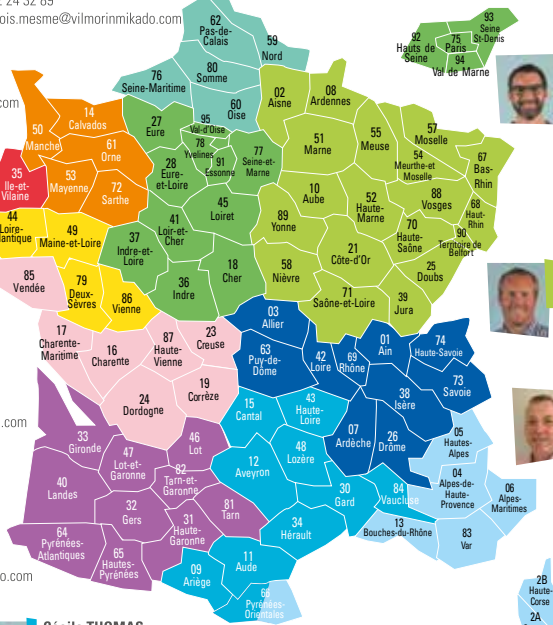 24 32 89
ois.mesme@vilmorinmikado.com
62
Pas-de-
Calais
59
Nord
80
Somme
76
Seine-Maritime
60
Oise
02
Aisne
08
Ardennes
93
Seine
St-Denis
92
Hauts de
Seine
75
Paris
94
Val de Marne
com
14
Calvados
50
Manche
61
Orne
27
Eure
95
Val-d'Oise
78
Yvelines
91
Essonne
77
Seine-et-
Marne
51
Marne
55
Meuse
57
Moselle
54
Meurthe-et
Moselle
67
Bas-
Rhin
35
Ile-et
Vilaine
53
Mayenne
72
Sarthe
28
Eure-
et-Loire
10
Aube
52
Haute-
Marne
88
Vosges
68
Haut-
Rhin
44
Loire-
lantique
49
Maine-et-Loire
41
Loir-et
Cher
45
Loiret
89
Yonne
70
Haute-
Saône
90
Territoire de
Belfort
37
Indre-et-
Loire
21
Côte-d'Or
25
Doubs
85
Vendée
79
Deux-
Sèvres
86
Vienne
36
Indre
18
Cher
58
Nièvre
71
Saône-et-Loire
39
Jura
17
Charente-
Maritime
16
Charente
87
Haute-
Vienne
23
Creuse
03
Allier
63
Puy-de-
Dôme
42
Loire
69
Rhône
01
Ain
74
Haute-Savoie
73
Savoie
24
Dordogne
19
Corrèze
15
Cantal
43
Haute-
Loire
38
Isère
.com
33
Gironde
47
Lot-et-
Garonne
46
Lot
12
Aveyron
48
Lozère
07
Ardèche
26
Drôme
05
Hautes-
Alpes
40
Landes
82
Tarn-et
Garonne
04
Alpes-de-
Haute-
Provence
06
Alpes-
Maritimes
32
Gers
81
Tarn
30
Gard
84
Vaucluse
64
Pyrénées-
Atlantiques
65
Hautes-
Pyrénées
31
Haute-
Garonne
34
Hérault
13
Bouches-du-Rhône
83
Var
09
Ariège
11
Aude
66
Pyrénées-
Orientales
o.com
2B
Haute-
Corse
2A
Cécile THOMAS